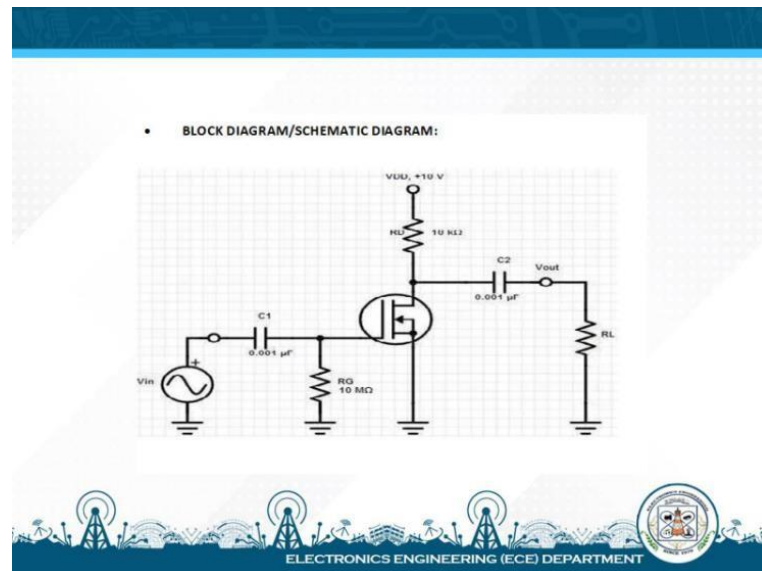 • BLOCK DIAGRAM/SCHEMATIC DIAGRAM:
VDD, +10 V
RD 10 kΩ
C2
Vout
0.001 µF
C1
0.001 µF
RL
Vin
+
RG
10 MΩ
ELECTRONICS ENGINEERING (ECE) DEPARTMENT